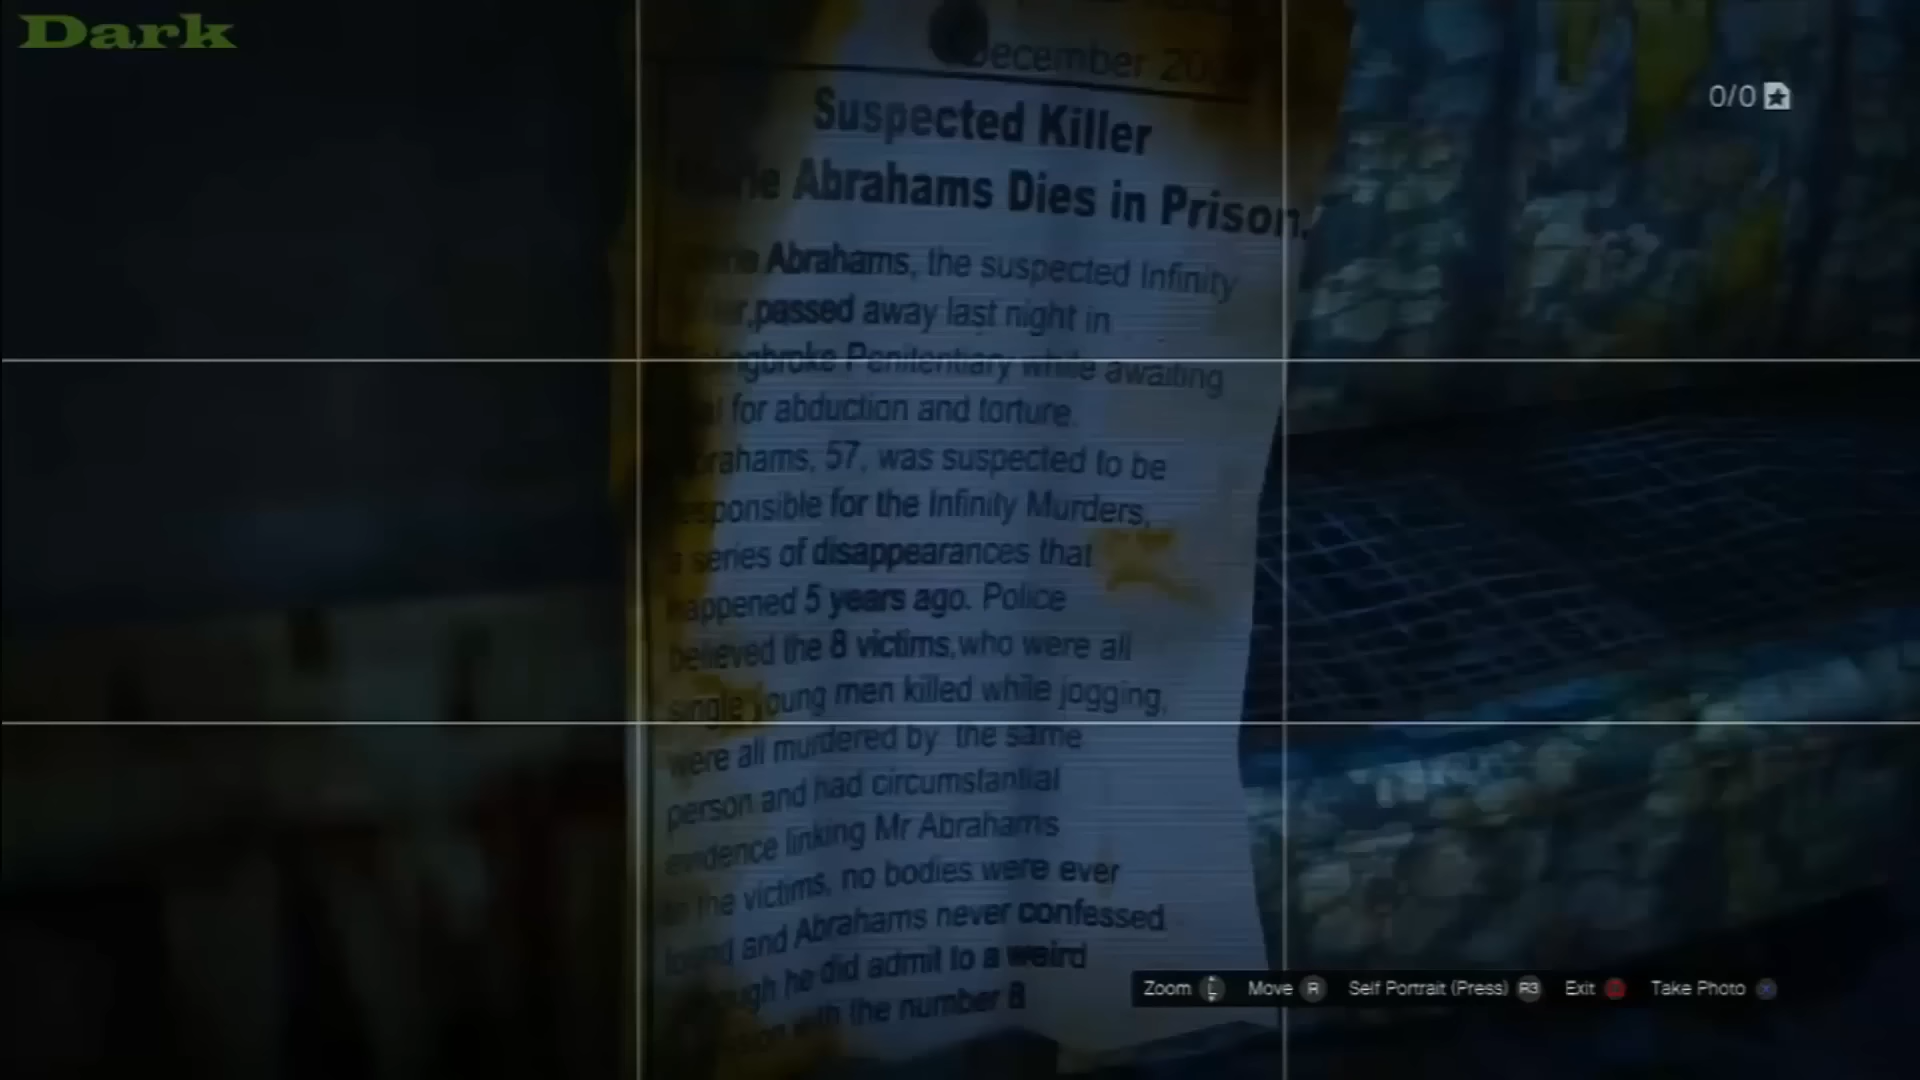 Dark
December
0/0
Suspected Killer
Abrahams Dies in Prison.
Abrahams, the suspected Infinity
passed away last night in
Penitentiary while awaiting
for abduction and torture.
57, was suspected to be
responsible for the Infinity Murders,
a series of disappearances that
happened 5 years ago. Police
believed the 8 victims,who were all
single young men killed while jogging,
were all murdered by the same
person and had circumstantial
evidence linking Mr Abrahams
to the victims, no bodies were ever
found and Abrahams never confessed
he did admit to a weird
with the number 8
Zoom L Move R Self Portrait (Press) R3 Exit Take Photo